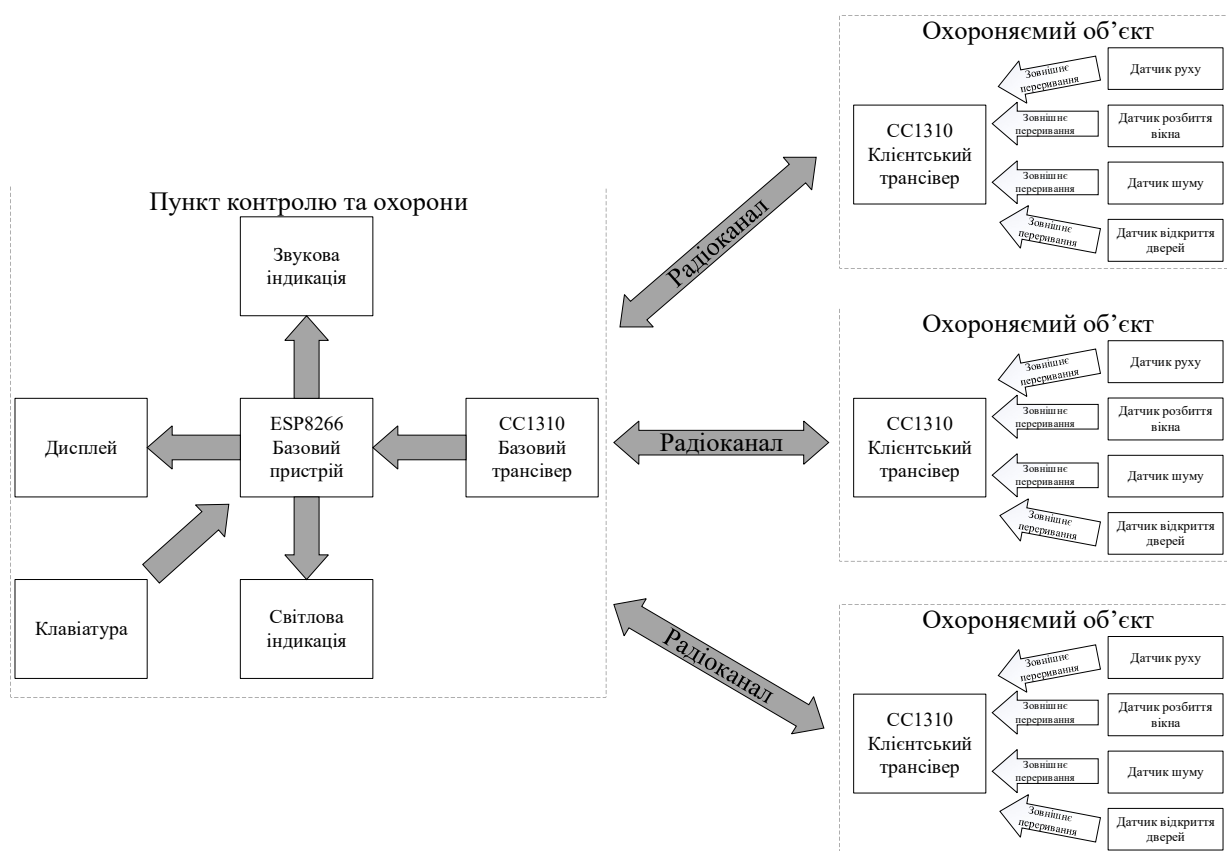 Пункт контролю та охорони
Звукова
індикація
Дисплей
ESP8266
Базовий
пристрій
CC1310
Базовий
трансівер
Клавіатура
Світлова
індикація
Радіоканал
Радіоканал
Радіоканал
Охороняємий об’єкт
CC1310
Клієнтський
трансівер
Зовнішнє
переривання
Датчик руху
Зовнішнє
переривання
Датчик розбиття
вікна
Зовнішнє
переривання
Датчик шуму
Зовнішнє
переривання
Датчик відкриття
дверей
Охороняємий об’єкт
CC1310
Клієнтський
трансівер
Зовнішнє
переривання
Датчик руху
Зовнішнє
переривання
Датчик розбиття
вікна
Зовнішнє
переривання
Датчик шуму
Зовнішнє
переривання
Датчик відкриття
дверей
Охороняємий об’єкт
CC1310
Клієнтський
трансівер
Зовнішнє
переривання
Датчик руху
Зовнішнє
переривання
Датчик розбиття
вікна
Зовнішнє
переривання
Датчик шуму
Зовнішнє
переривання
Датчик відкриття
дверей